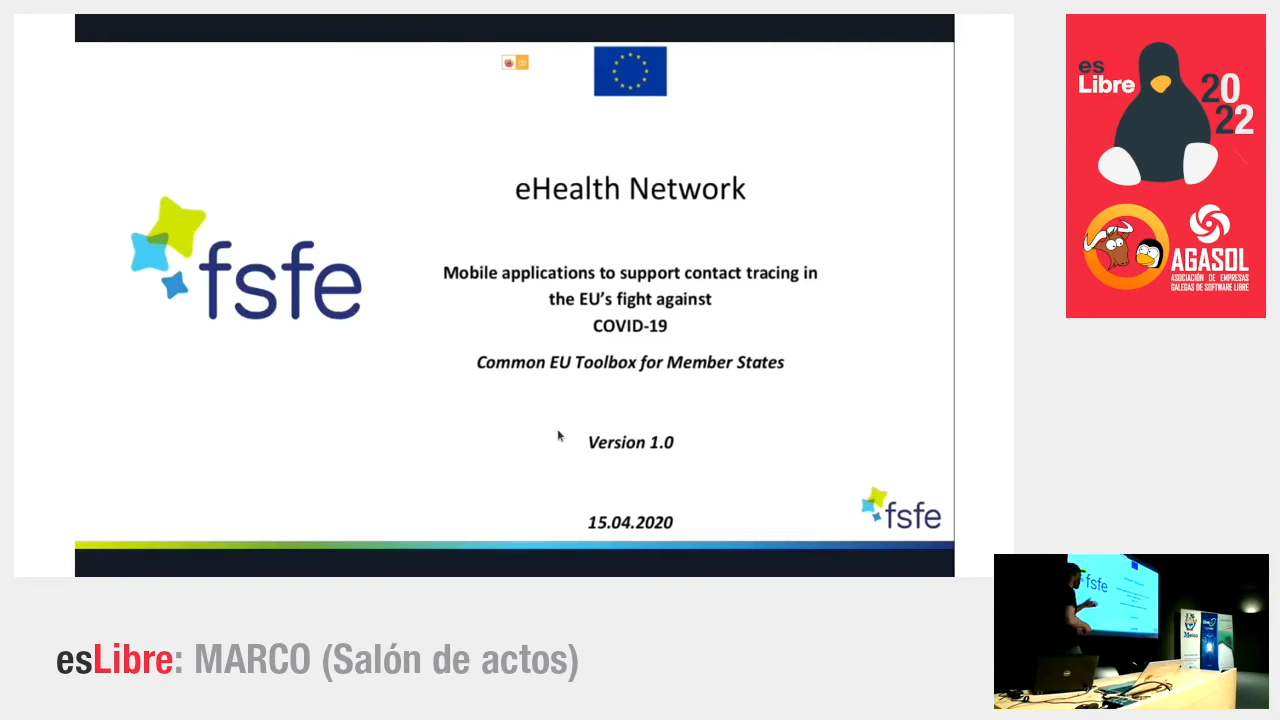 eHealth Network
fsfe
Mobile applications to support contact tracing in
the EU's fight against
COVID-19
Common EU Toolbox for Member States
Version 1.0
15.04.2020
fsfe
es
Libre
2022
AGASOL
ASOCIACIÓN DE EMPRESAS
GALEGAS DE SOFTWARE LIBRE
fsfe
esLibre: MARCO (Salón de actos)